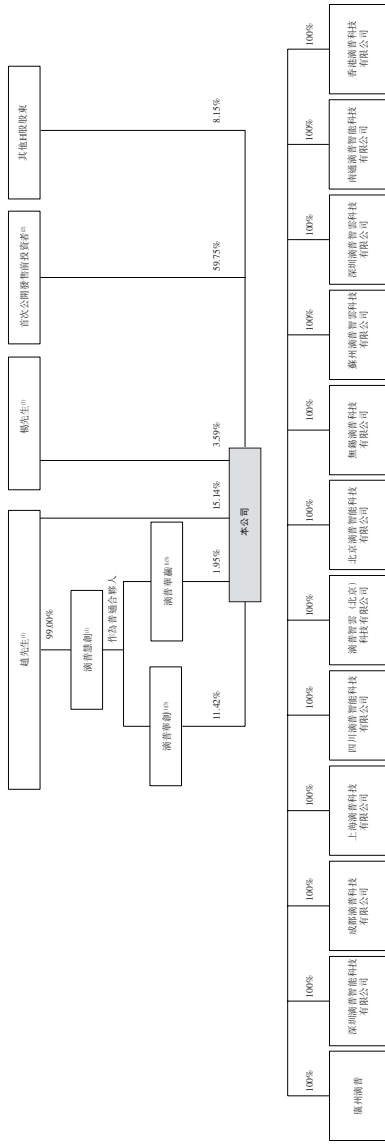 趙先生⁽¹⁾
楊先生⁽¹⁾
首次公開發售前投資者⁽²⁾
其他H股股東
99.00%
滴普慧創⁽¹⁾
作為普通合夥人
滴普華創⁽¹⁾⁽³⁾
滴普華贏⁽¹⁾⁽³⁾
11.42%
1.95%
15.14%
3.59%
59.75%
8.15%
本公司
100%
100%
100%
100%
100%
100%
100%
100%
100%
100%
100%
100%
廣州滴普
深圳滴普智能科技
有限公司
成都滴普科技
有限公司
上海滴普科技
有限公司
四川滴普智能科技
有限公司
滴普智雲（北京）
科技有限公司
北京滴普智能科技
有限公司
無錫滴普科技
有限公司
蘇州滴普智雲科技
有限公司
深圳滴普智雲科技
有限公司
南通滴普智能科技
有限公司
香港滴普科技
有限公司